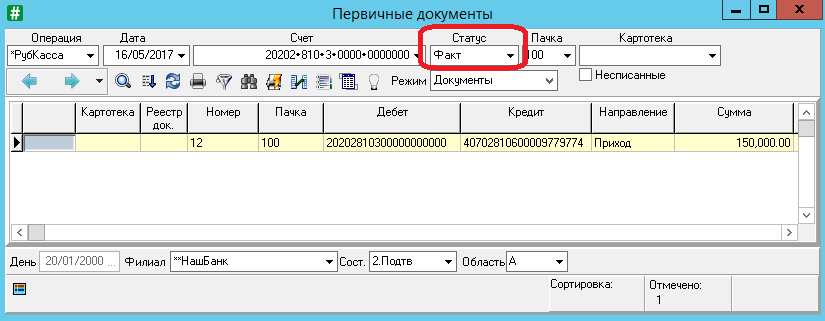 Первичные документы
Операция Дата Счет Статус Пачка Картотека
*РубКасса 16/05/2017 20202•810•3•0000•0000000 Факт 100
Режим Документы Несписанные
Картотека Реестр док. Номер Пачка Дебет Кредит Направление Сумма
12 100 20202810300000000000 40702810600009779774 Приход 150,000.00
День 20/01/2000 ... Филиал **НашБанк Сост. 2.Подтв Область А
Сортировка: Отмечено:
1